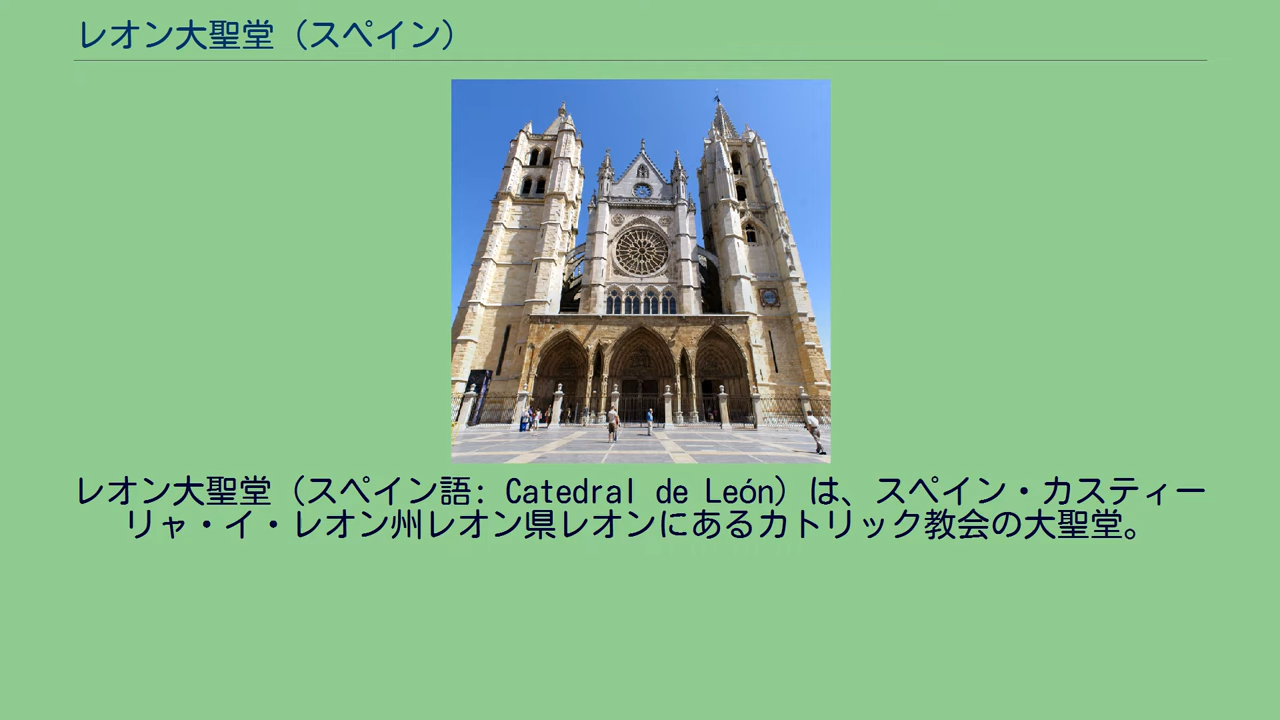 レオン大聖堂（スペイン）
レオン大聖堂（スペイン語: Catedral de León）は、スペイン・カスティー
リャ・イ・レオン州レオン県レオンにあるカトリック教会の大聖堂。